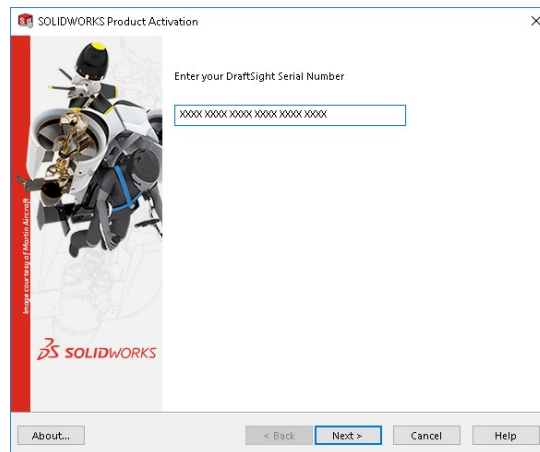 SOLIDWORKS Product Activation
Enter your DraftSight Serial Number
XXXX XXXX XXXX XXXX XXXX XXXX
Image courtesy of Martin Aircraft
SOLIDWORKS
About...
< Back
Next >
Cancel
Help